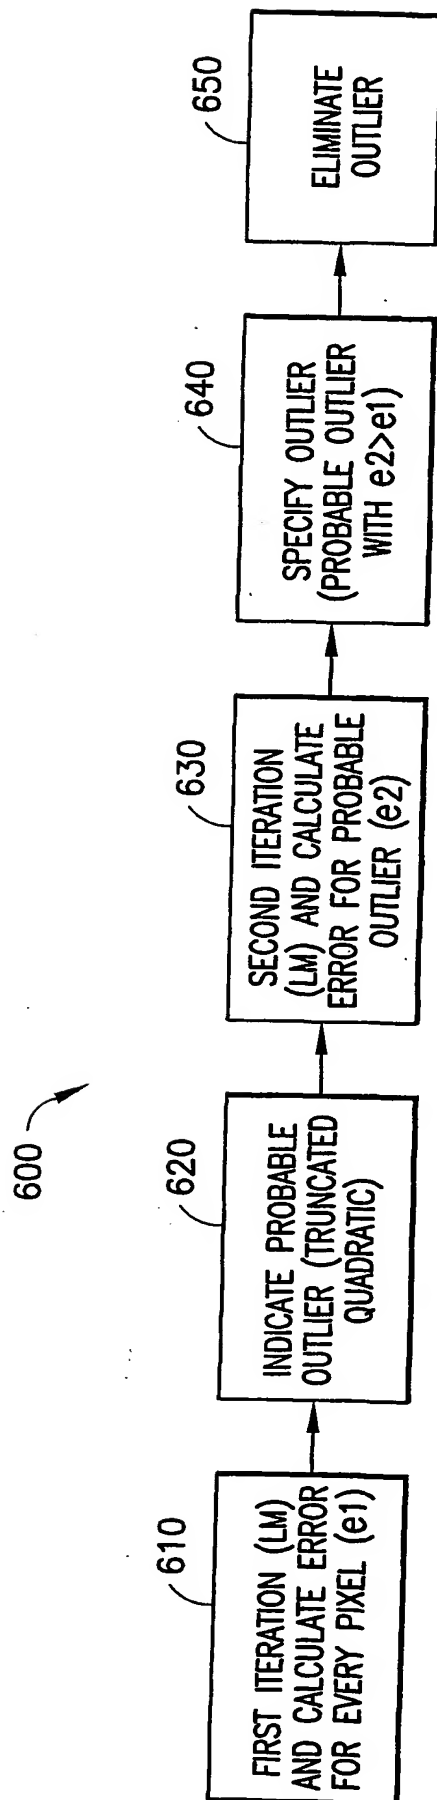 600
610
FIRST ITERATION (LM)
AND CALCULATE ERROR
FOR EVERY PIXEL (e1)
620
INDICATE PROBABLE
OUTLIER (TRUNCATED
QUADRATIC)
630
SECOND ITERATION
(LM) AND CALCULATE
ERROR FOR PROBABLE
OUTLIER (e2)
640
SPECIFY OUTLIER
(PROBABLE OUTLIER
WITH e2>e1)
650
ELIMINATE
OUTLIER